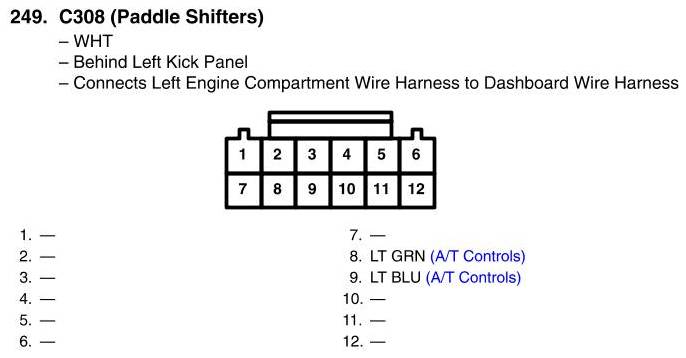 249. C308 (Paddle Shifters)
– WHT
– Behind Left Kick Panel
– Connects Left Engine Compartment Wire Harness to Dashboard Wire Harness
1 2 3 4 5 6
7 8 9 10 11 12
1. —
2. —
3. —
4. —
5. —
6. —
7. —
8. LT GRN (A/T Controls)
9. LT BLU (A/T Controls)
10. —
11. —
12. —